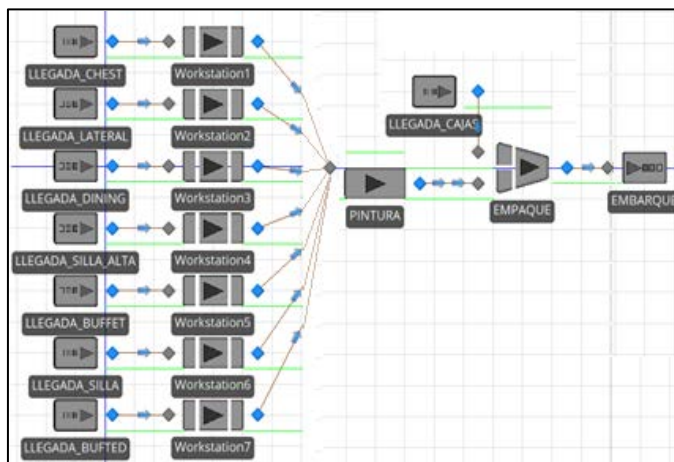 LLEGADA_CHEST
Workstation1
LLEGADA_LATERAL
Workstation2
LLEGADA_DINING
Workstation3
LLEGADA_SILLA_ALTA
Workstation4
LLEGADA_BUFFET
Workstation5
LLEGADA_SILLA
Workstation6
LLEGADA_BUFTED
Workstation7
LLEGADA_CAJAS
PINTURA
EMPAQUE
EMBARQUE